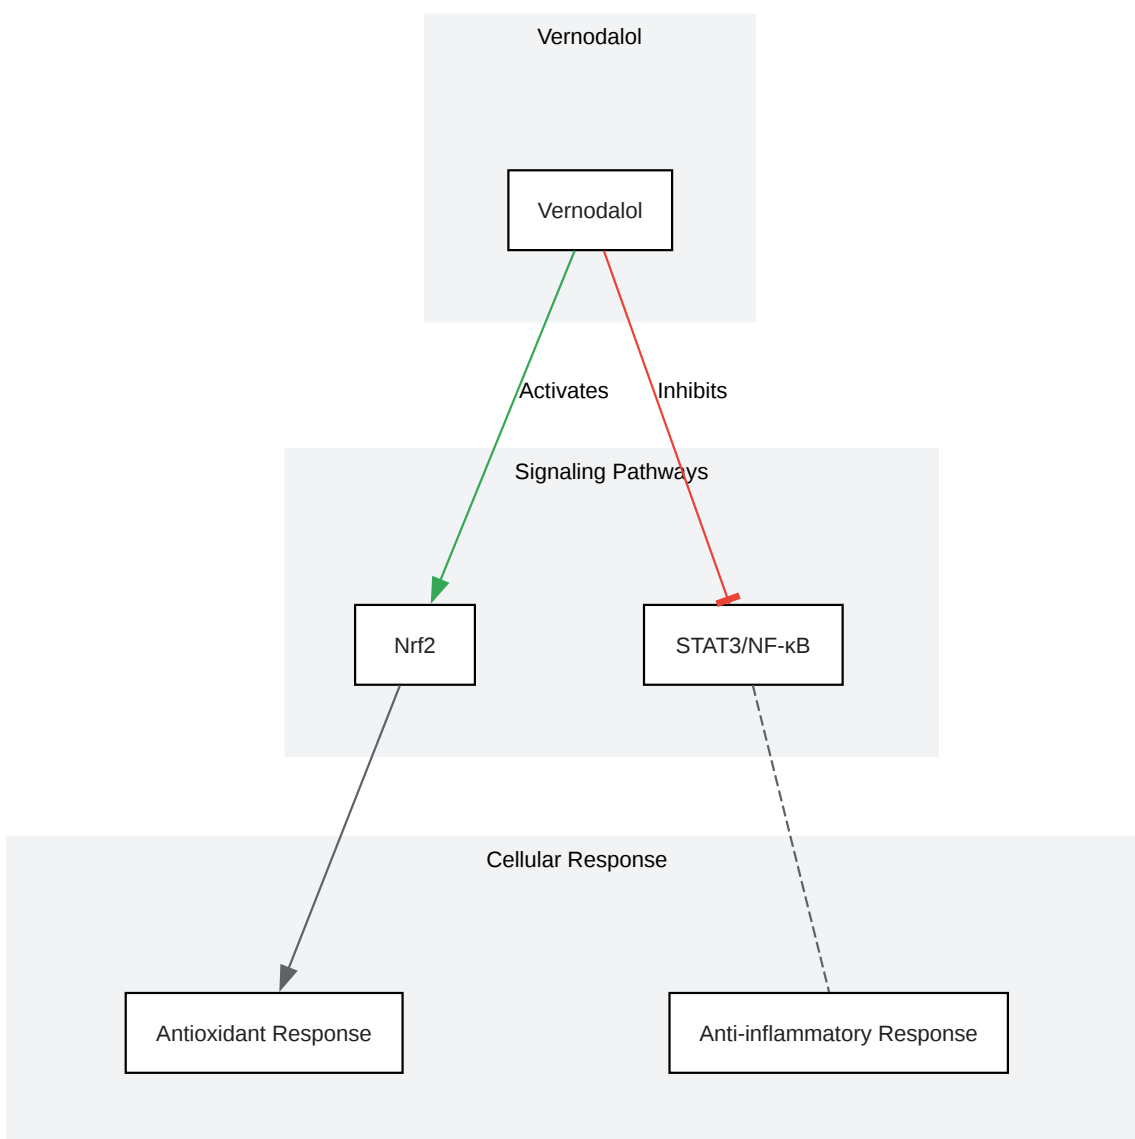 Vernodalol
Vernodalol
Activates
Inhibits
Signaling Pathways
Nrf2
STAT3/NF-κB
Cellular Response
Antioxidant Response
Anti-inflammatory Response